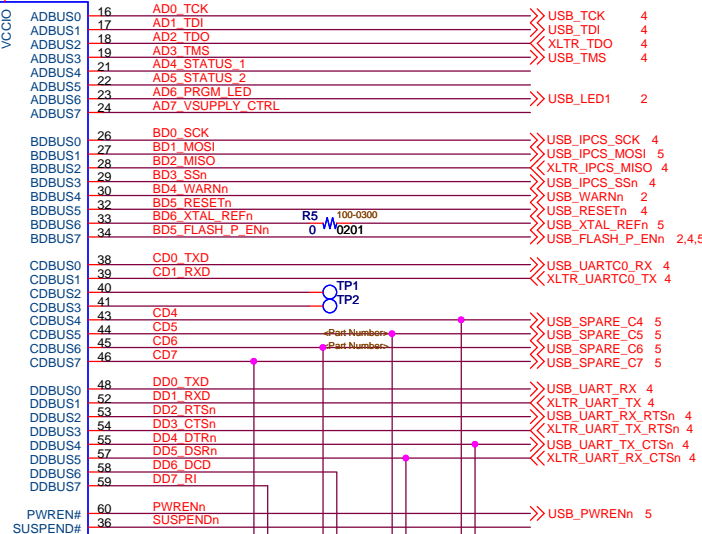 VCCIO
ADBUS0 16 AD0_TCK USB_TCK 4
ADBUS1 17 AD1_TDI USB_TDI 4
ADBUS2 18 AD2_TDO XLTR_TDO 4
ADBUS3 19 AD3_TMS USB_TMS 4
ADBUS4 21 AD4_STATUS_1
ADBUS5 22 AD5_STATUS_2
ADBUS6 23 AD6_PRGM_LED USB_LED1 2
ADBUS7 24 AD7_VSUPPLY_CTRL
BDBUS0 26 BD0_SCK USB_IPCS_SCK 4
BDBUS1 27 BD1_MOSI USB_IPCS_MOSI 5
BDBUS2 28 BD2_MISO XLTR_IPCS_MISO 4
BDBUS3 29 BD3_SSn USB_IPCS_SSn 4
BDBUS4 30 BD4_WARNn USB_WARNn 2
BDBUS5 32 BD5_RESETn USB_RESETn 4
BDBUS6 33 BD6_XTAL_REFn R5 100-0300 USB_XTAL_REFn 5
BDBUS7 34 BD5_FLASH_P_ENn 0 0201 USB_FLASH_P_ENn 2,4,5
CDBUS0 38 CD0_TXD USB_UARTC0_RX 4
CDBUS1 39 CD1_RXD XLTR_UARTC0_TX 4
CDBUS2 40 TP1
CDBUS3 41 TP2
CDBUS4 43 CD4 USB_SPARE_C4 5
CDBUS5 44 CD5 <Part Number> USB_SPARE_C5 5
CDBUS6 45 CD6 <Part Number> USB_SPARE_C6 5
CDBUS7 46 CD7 USB_SPARE_C7 5
DDBUS0 48 DD0_TXD USB_UART_RX 4
DDBUS1 52 DD1_RXD XLTR_UART_TX 4
DDBUS2 53 DD2_RTSn USB_UART_RX_RTSn 4
DDBUS3 54 DD3_CTSn XLTR_UART_TX_RTSn 4
DDBUS4 55 DD4_DTRn USB_UART_TX_CTSn 4
DDBUS5 57 DD5_DSRn XLTR_UART_RX_CTSn 4
DDBUS6 58 DD6_DCD
DDBUS7 59 DD7_RI
PWREN# 60 PWRENn USB_PWRENn 5
SUSPEND# 36 SUSPENDn